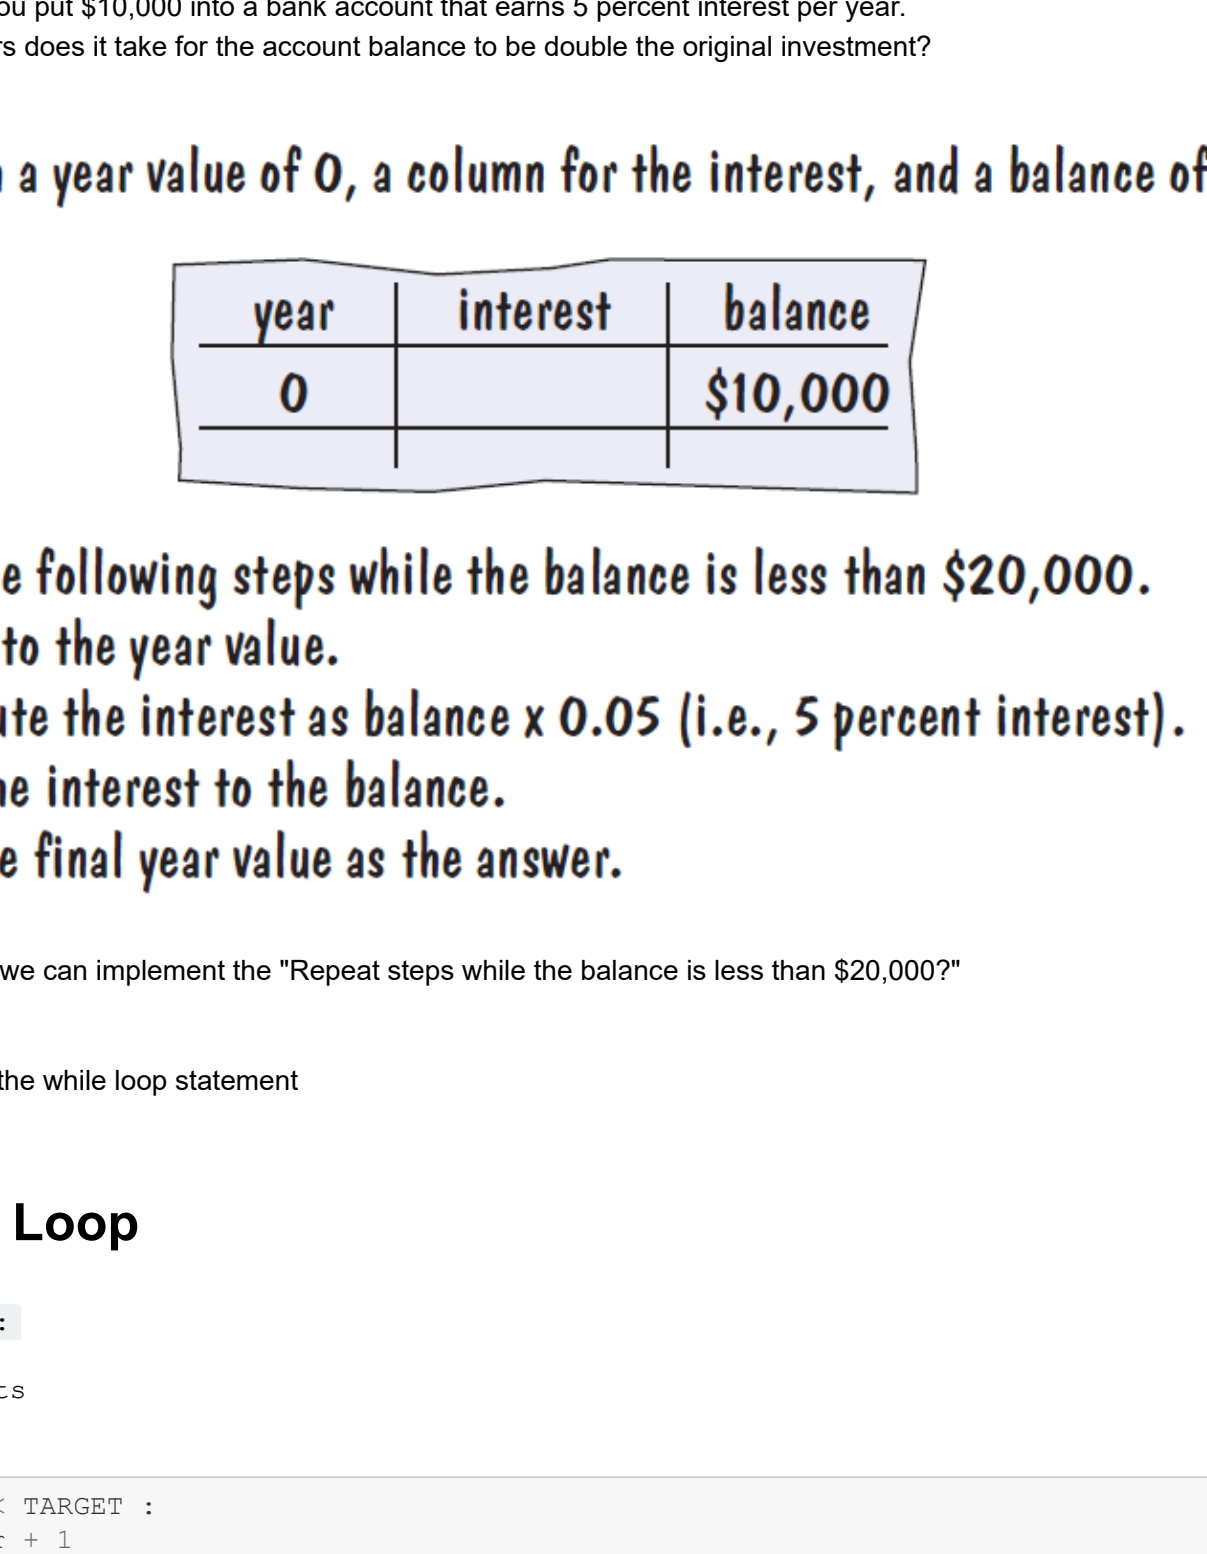 ou put $10,000 into a bank account that earns 5 percent interest per year.
rs does it take for the account balance to be double the original investment?
a year value of 0, a column for the interest, and a balance of
year interest balance
0 $10,000
e following steps while the balance is less than $20,000.
to the year value.
ute the interest as balance x 0.05 (i.e., 5 percent interest).
he interest to the balance.
e final year value as the answer.
we can implement the "Repeat steps while the balance is less than $20,000?"
the while loop statement
Loop
:
ts
< TARGET :
r + 1